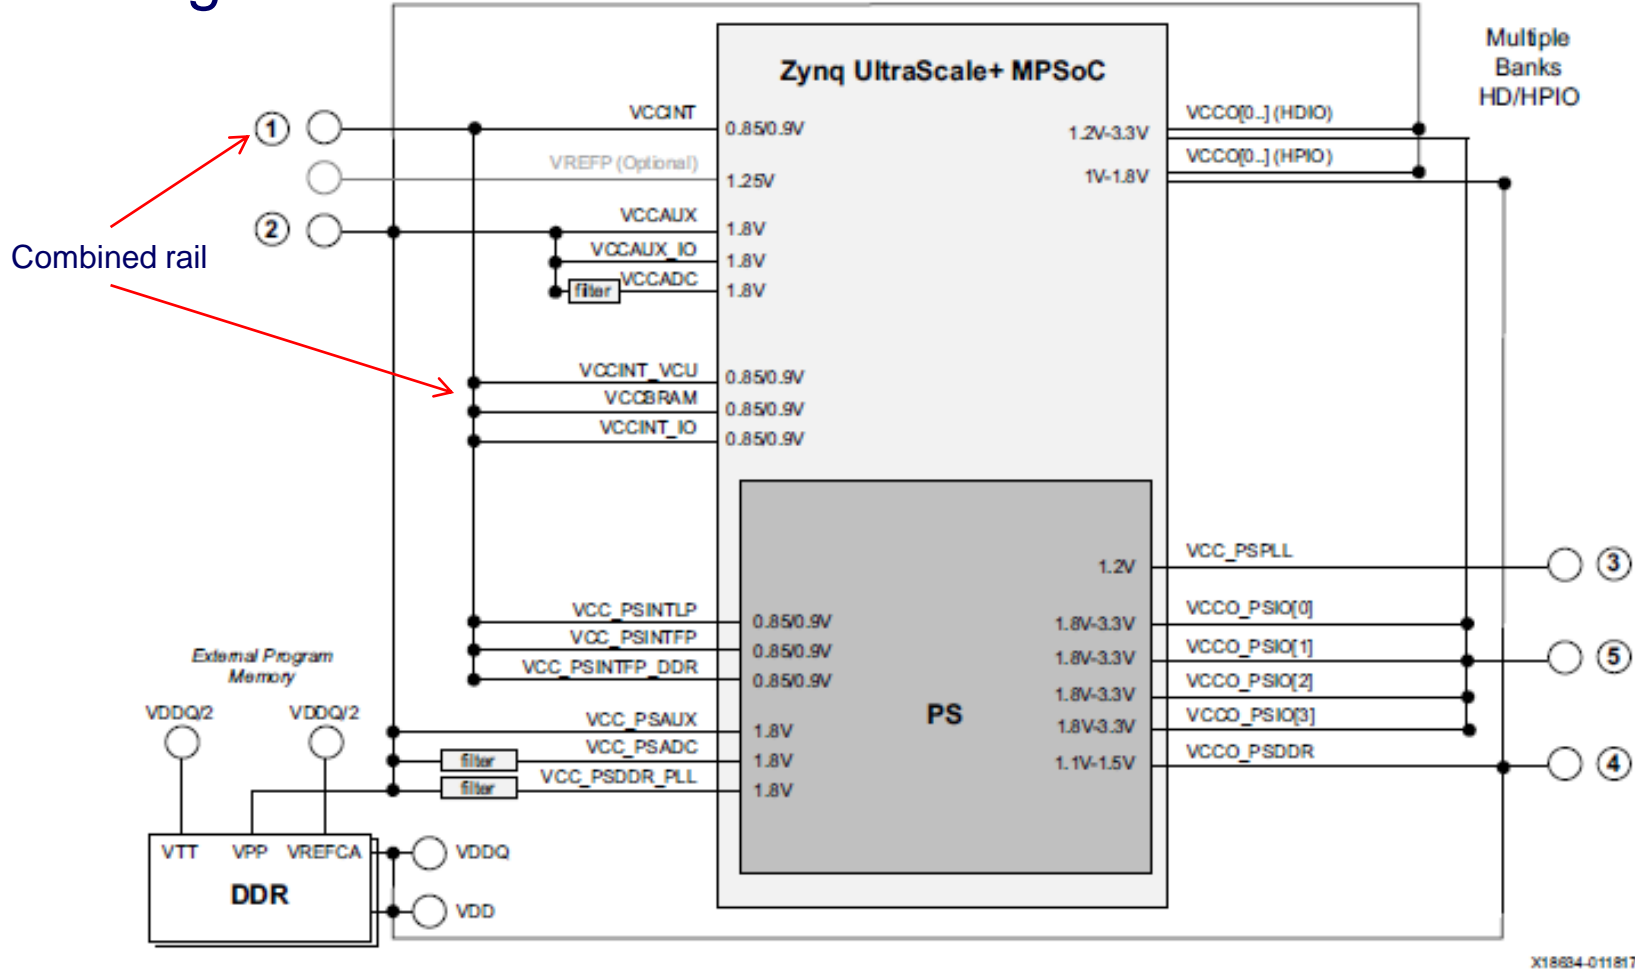 Zynq UltraScale+ MPSoC
Multiple
Banks
HD/HPIO
1
VCCINT
0.85/0.9V
1.2V-3.3V
VCCO[0..] (HDIO)
VREFP (Optional)
1.25V
1V-1.8V
VCCO[0..] (HPIO)
2
VCCAUX
1.8V
Combined rail
VCCAUX_IO
1.8V
filter
VCCADC
1.8V
VCCINT_VCU
0.85/0.9V
VCCBRAM
0.85/0.9V
VCCINT_IO
0.85/0.9V
1.2V
VCC_PSPLL
3
VCC_PSINTLP
0.85/0.9V
1.8V-3.3V
VCCO_PSIO[0]
VCC_PSINTFP
0.85/0.9V
1.8V-3.3V
VCCO_PSIO[1]
5
VCC_PSINTFP_DDR
0.85/0.9V
1.8V-3.3V
VCCO_PSIO[2]
External Program
Memory
PS
VDDQ/2
VDDQ/2
VCC_PSAUX
1.8V
1.8V-3.3V
VCCO_PSIO[3]
filter
VCC_PSADC
1.8V
1.1V-1.5V
VCCO_PSDDR
4
filter
VCC_PSDDR_PLL
1.8V
VTT
VPP
VREFCA
VDDQ
DDR
VDD
X18634-011817